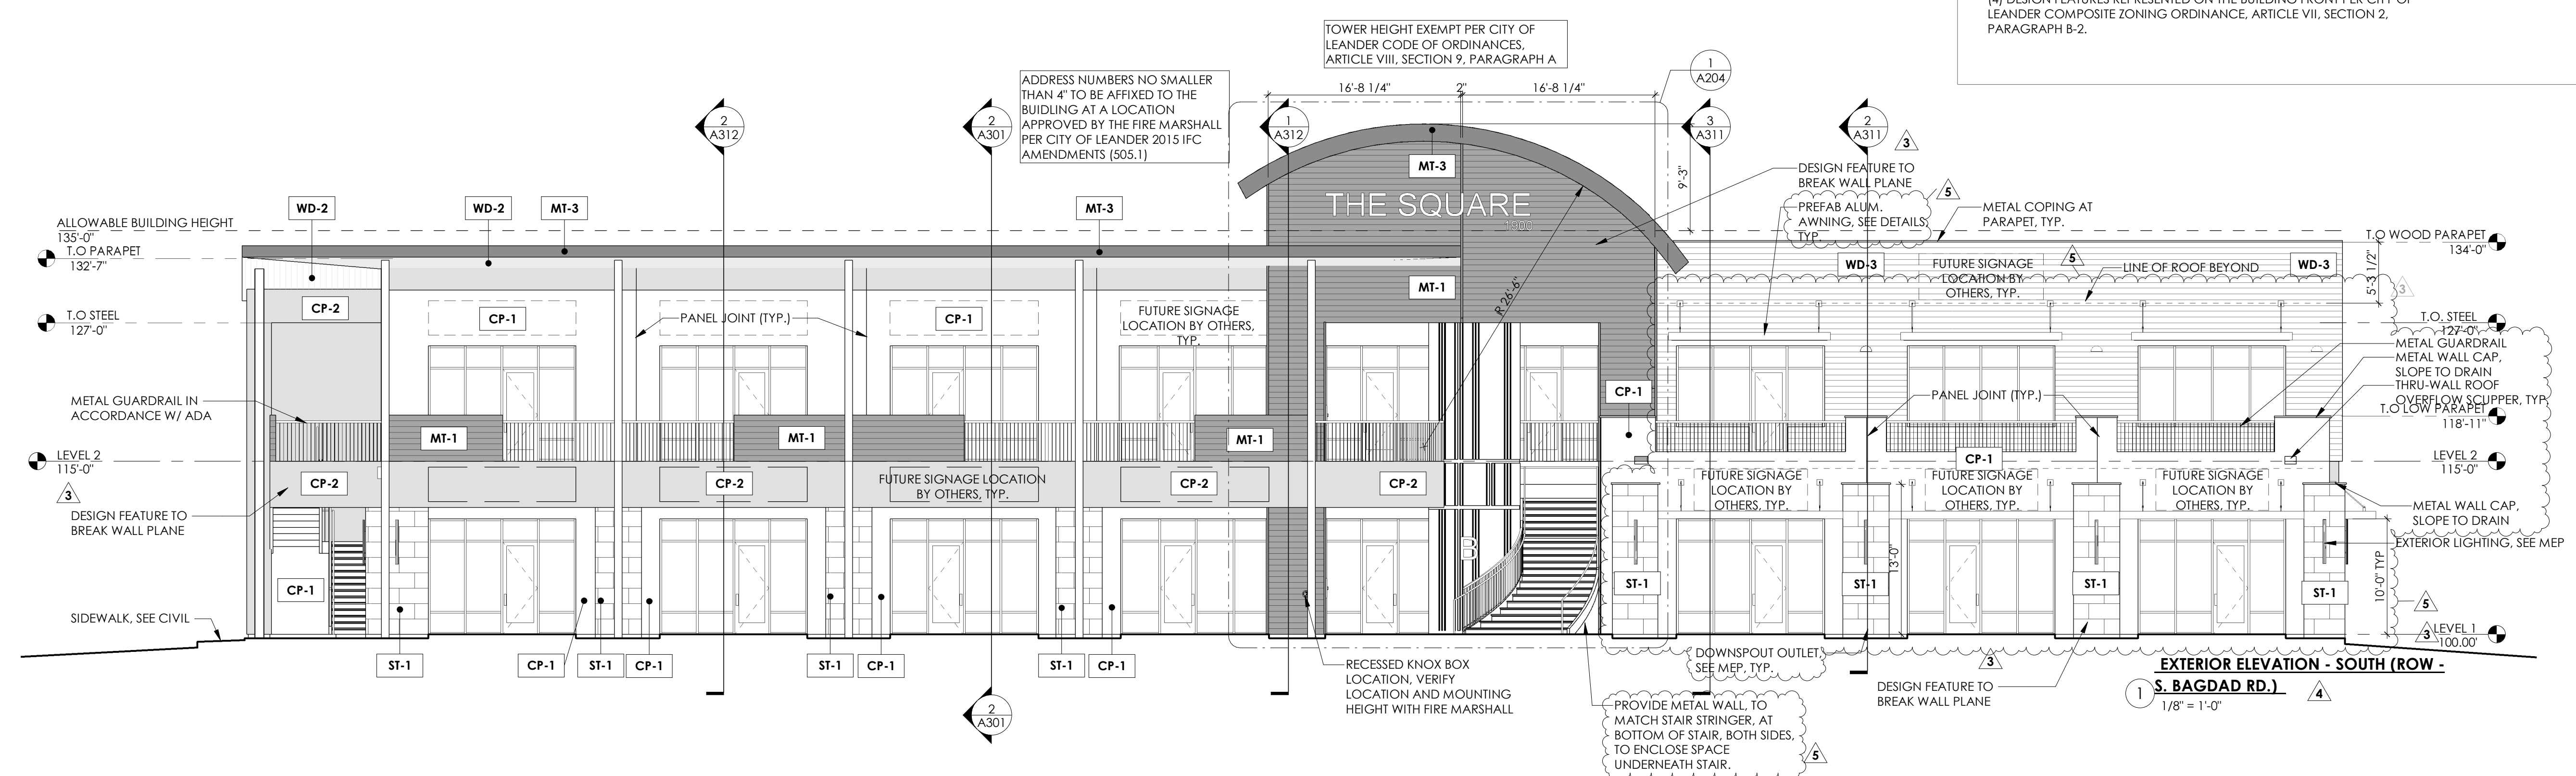 (4) DESIGN FEATURES REPRESENTED ON THE BUILDING FRONT PER CITY OF
LEANDER COMPOSITE ZONING ORDINANCE, ARTICLE VII, SECTION 2,
PARAGRAPH B-2.
TOWER HEIGHT EXEMPT PER CITY OF
LEANDER CODE OF ORDINANCES,
ARTICLE VIII, SECTION 9, PARAGRAPH A
ADDRESS NUMBERS NO SMALLER
THAN 4" TO BE AFFIXED TO THE
BUIDLING AT A LOCATION
APPROVED BY THE FIRE MARSHALL
PER CITY OF LEANDER 2015 IFC
AMENDMENTS (505.1)
1
A204
16'-8 1/4"
2"
16'-8 1/4"
2
A312
2
A301
1
A312
3
A311
2
A311
3
MT-3
9'-3"
DESIGN FEATURE TO
BREAK WALL PLANE
5
PREFAB ALUM.
AWNING, SEE DETAILS,
TYP.
METAL COPING AT
PARAPET, TYP.
THE SQUARE
1900
WD-2
WD-2
MT-3
MT-3
ALLOWABLE BUILDING HEIGHT
135'-0"
T.O PARAPET
132'-7"
T.O WOOD PARAPET
134'-0"
5
WD-3
FUTURE SIGNAGE
LOCATION BY
OTHERS, TYP.
LINE OF ROOF BEYOND
WD-3
5'-3 1/2"
3
CP-2
CP-1
PANEL JOINT (TYP.)
CP-1
FUTURE SIGNAGE
LOCATION BY OTHERS,
TYP.
MT-1
R 26'-6"
T.O STEEL
127'-0"
T.O. STEEL
127'-0"
METAL GUARDRAIL
METAL WALL CAP,
SLOPE TO DRAIN
THRU-WALL ROOF
OVERFLOW SCUPPER, TYP.
T.O LOW PARAPET
118'-11"
METAL GUARDRAIL IN
ACCORDANCE W/ ADA
CP-1
PANEL JOINT (TYP.)
MT-1
MT-1
MT-1
LEVEL 2
115'-0"
CP-1
LEVEL 2
115'-0"
3
CP-2
CP-2
FUTURE SIGNAGE LOCATION
BY OTHERS, TYP.
CP-2
CP-2
FUTURE SIGNAGE
LOCATION BY
OTHERS, TYP.
FUTURE SIGNAGE
LOCATION BY
OTHERS, TYP.
FUTURE SIGNAGE
LOCATION BY
OTHERS, TYP.
DESIGN FEATURE TO
BREAK WALL PLANE
METAL WALL CAP,
SLOPE TO DRAIN
EXTERIOR LIGHTING, SEE MEP
B
13'-0"
10'-0" TYP
CP-1
ST-1
ST-1
ST-1
ST-1
5
SIDEWALK, SEE CIVIL
3
LEVEL 1
100.00'
ST-1
CP-1
ST-1
CP-1
ST-1
CP-1
ST-1
CP-1
RECESSED KNOX BOX
LOCATION, VERIFY
LOCATION AND MOUNTING
HEIGHT WITH FIRE MARSHALL
DOWNSPOUT OUTLET,
SEE MEP, TYP.
3
DESIGN FEATURE TO
BREAK WALL PLANE
2
A301
PROVIDE METAL WALL, TO
MATCH STAIR STRINGER, AT
BOTTOM OF STAIR, BOTH SIDES,
TO ENCLOSE SPACE
UNDERNEATH STAIR.
5
EXTERIOR ELEVATION - SOUTH (ROW -
1
S. BAGDAD RD.)
4
1/8" = 1'-0"